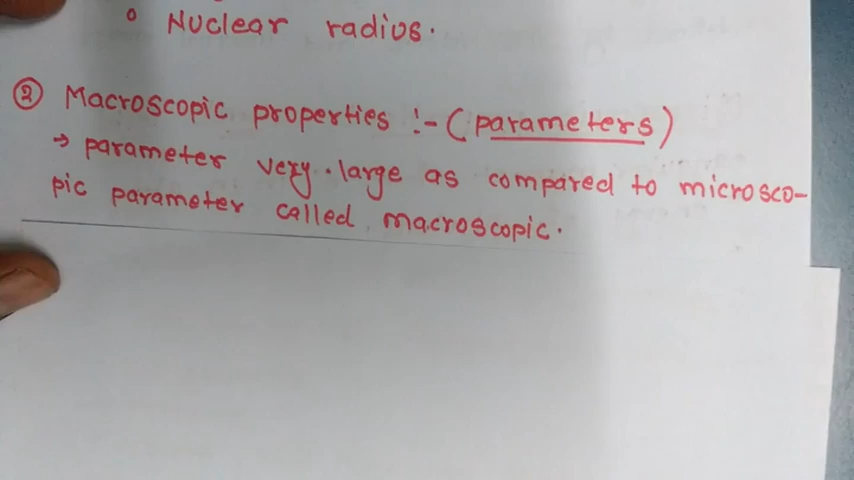 ° Nuclear radius.
② Macroscopic properties :- (parameters)
→ parameter very. large as compared to microsco-
pic parameter called macroscopic.